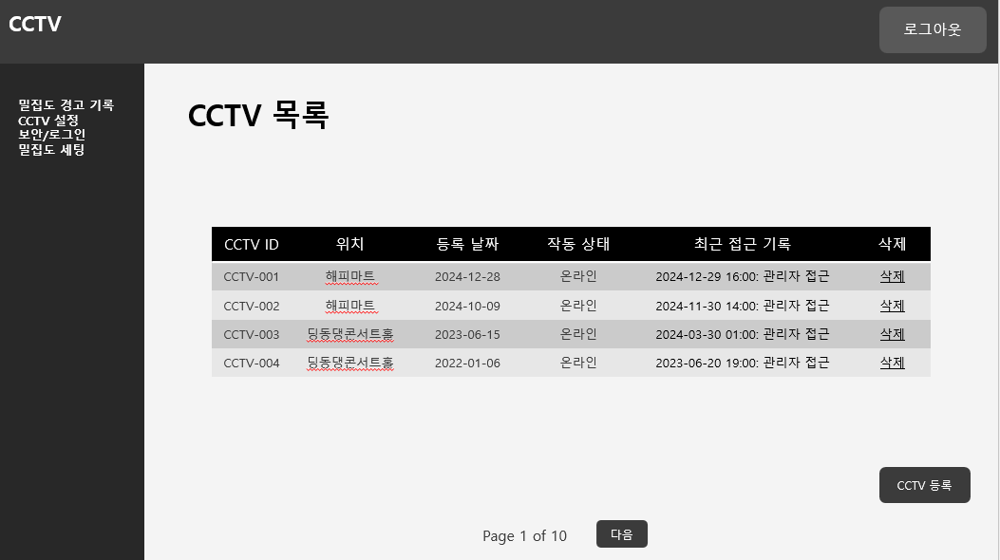 CCTV
로그아웃
밀집도 경고 기록
CCTV 설정
보안/로그인
밀집도 세팅
CCTV 목록
CCTV ID 위치 등록 날짜 작동 상태 최근 접근 기록 삭제
CCTV-001 해피마트 2024-12-28 온라인 2024-12-29 16:00: 관리자 접근 삭제
CCTV-002 해피마트 2024-10-09 온라인 2024-11-30 14:00: 관리자 접근 삭제
CCTV-003 딩동댕콘서트홀 2023-06-15 온라인 2024-03-30 01:00: 관리자 접근 삭제
CCTV-004 딩동댕콘서트홀 2022-01-06 온라인 2023-06-20 19:00: 관리자 접근 삭제
CCTV 등록
Page 1 of 10 다음